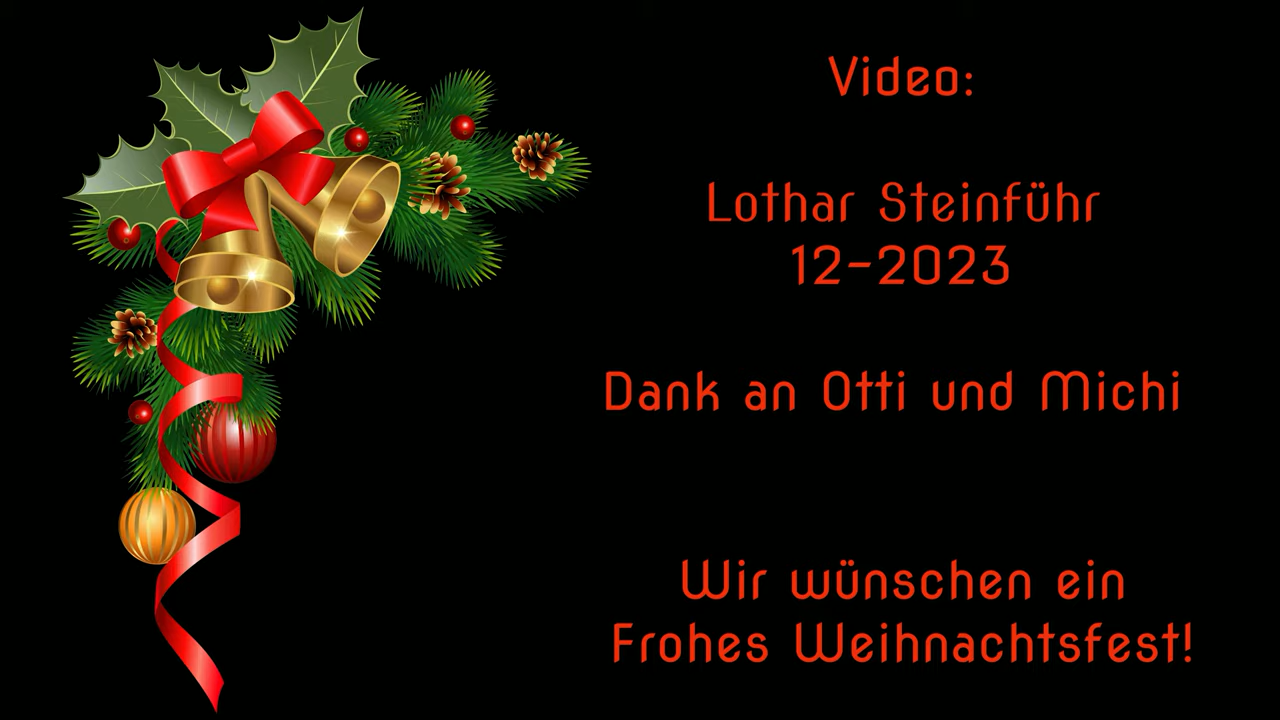 Video:
Lothar Steinführ
12-2023
Dank an Otti und Michi
Wir wünschen ein
Frohes Weihnachtsfest!